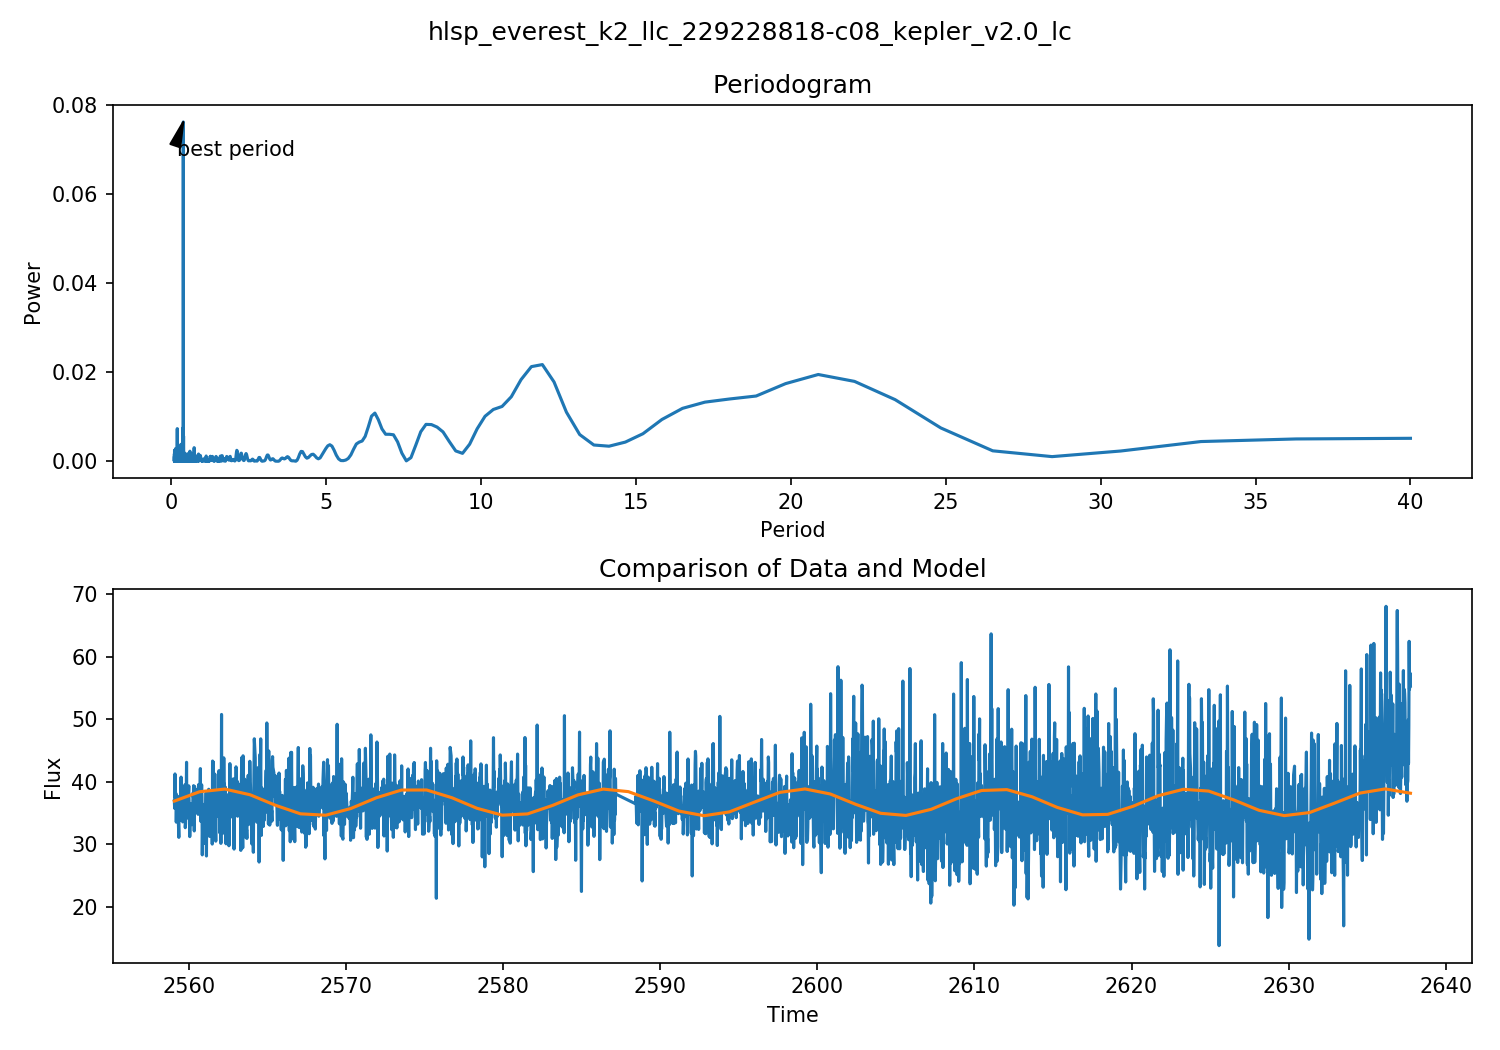 hlsp_everest_k2_llc_229228818-c08_kepler_v2.0_lc
Periodogram
0.08
0.06
0.04
0.02
0.00
Power
best period
0 5 10 15 20 25 30 35 40
Period
Comparison of Data and Model
70
60
50
40
30
20
Flux
2560 2570 2580 2590 2600 2610 2620 2630 2640
Time